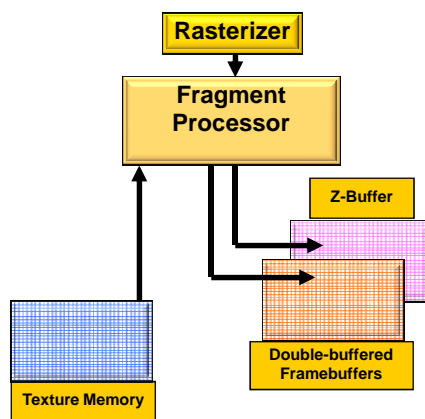 Rasterizer
Fragment
Processor
Z-Buffer
Double-buffered
Framebuffers
Texture Memory